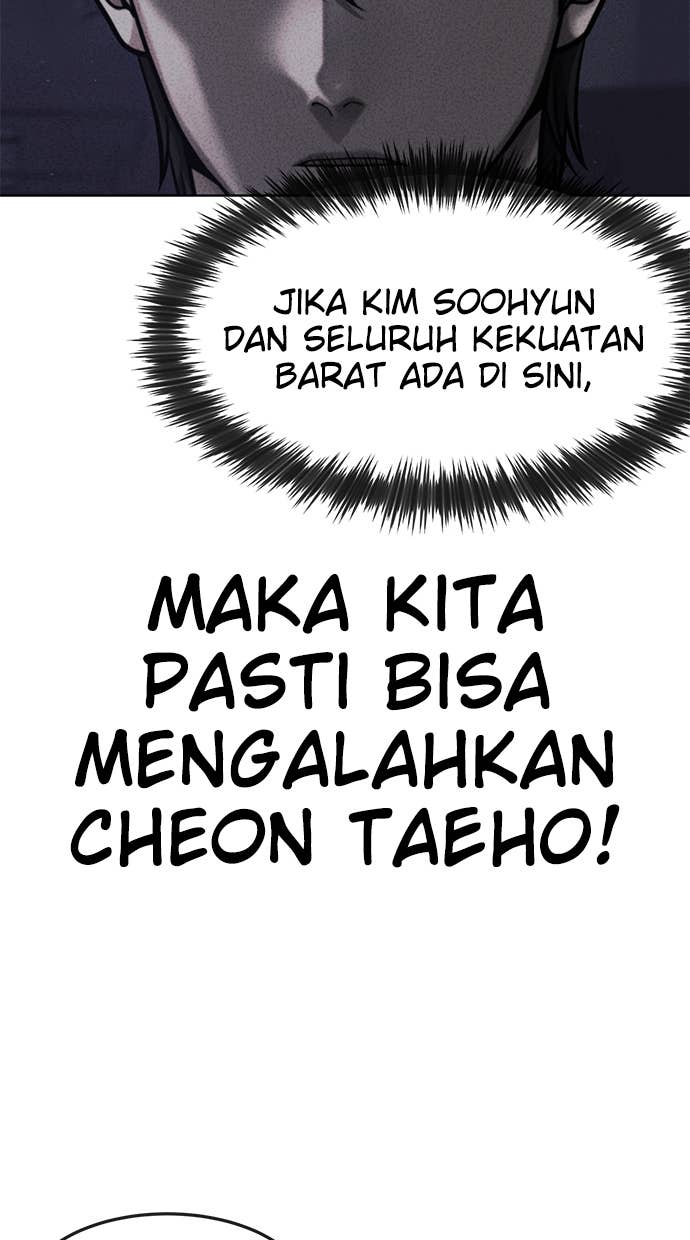 JIKA KIM SOOHYUN
DAN SELURUH KEKUATAN
BARAT ADA DI SINI,
MAKA KITA
PASTI BISA
MENGALAHKAN
CHEON TAEHO!